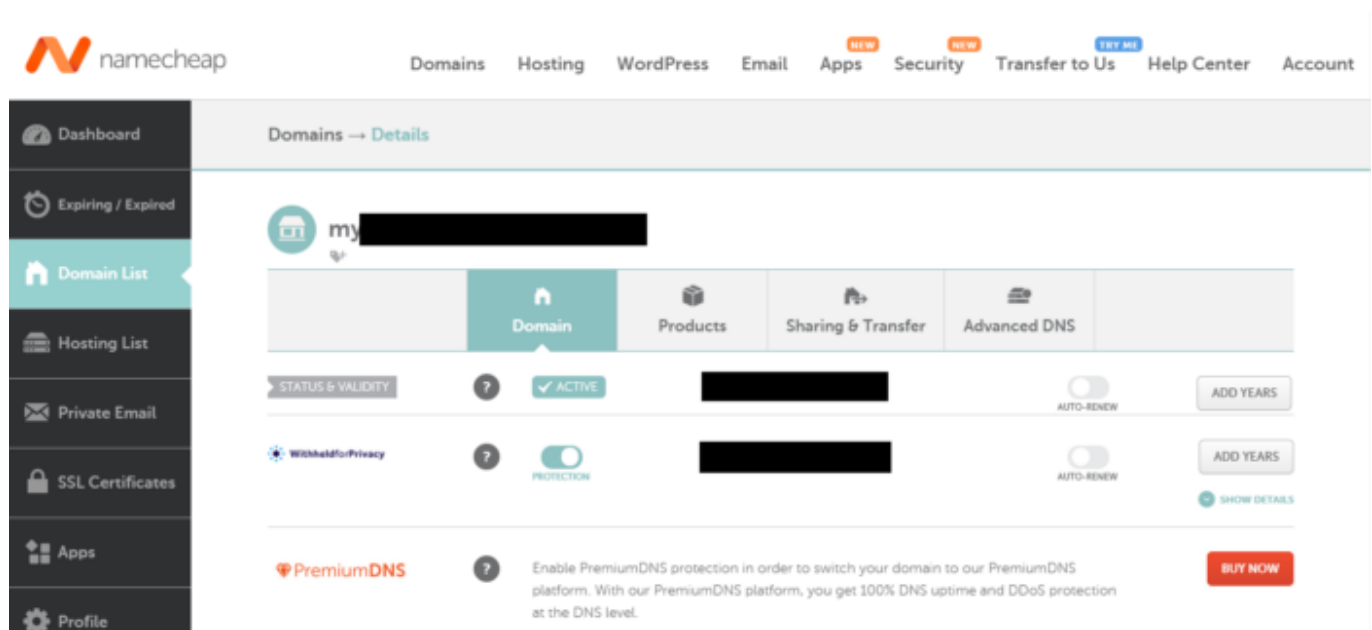 namecheap
Domains Hosting WordPress Email Apps NEW Security NEW Transfer to Us TRY ME Help Center Account
Dashboard
Domains → Details
Expiring / Expired
my
Domain List
Domain Products Sharing & Transfer Advanced DNS
Hosting List
STATUS & VALIDITY ? ACTIVE AUTO-RENEW ADD YEARS
Private Email
WithheldforPrivacy ? PROTECTION AUTO-RENEW ADD YEARS
SSL Certificates
SHOW DETAILS
Apps
PremiumDNS ? Enable PremiumDNS protection in order to switch your domain to our PremiumDNS BUY NOW
platform. With our PremiumDNS platform, you get 100% DNS uptime and DDoS protection
at the DNS level.
Profile